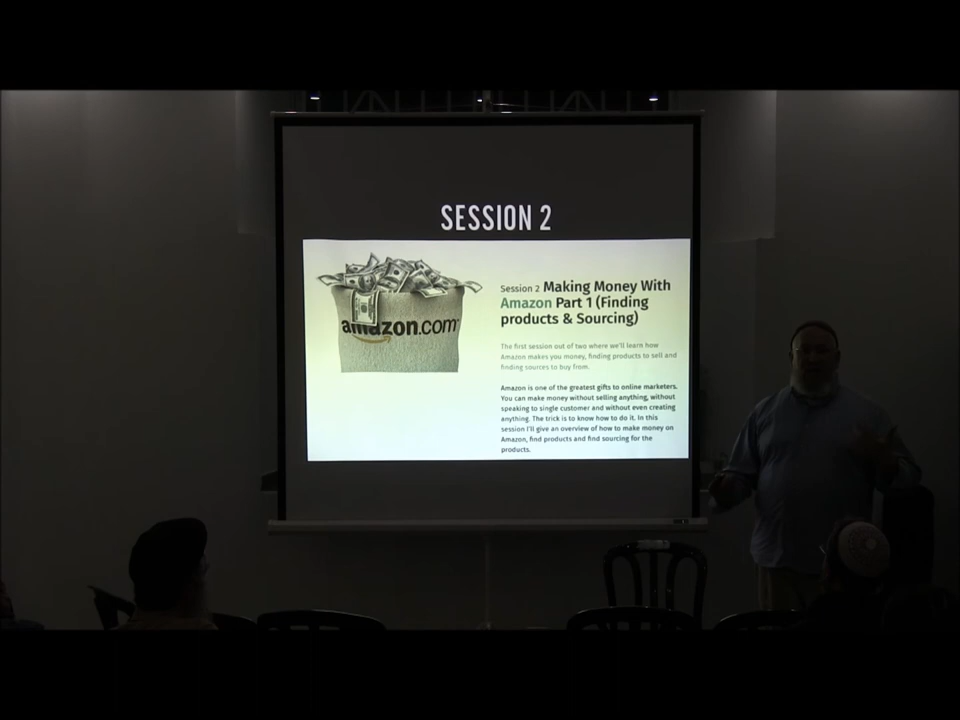 SESSION 2
amazon.com
Session 2 Making Money With
Amazon Part 1 (Finding
products & Sourcing)
The first session out of two where we'll learn how
Amazon makes you money, finding products to sell and
finding sources to buy from.
Amazon is one of the greatest gifts to online marketers.
You can make money without selling anything, without
speaking to single customer and without even creating
anything. The trick is to know how to do it. In this
session I'll give an overview of how to make money on
Amazon, find products and find sourcing for the
products.